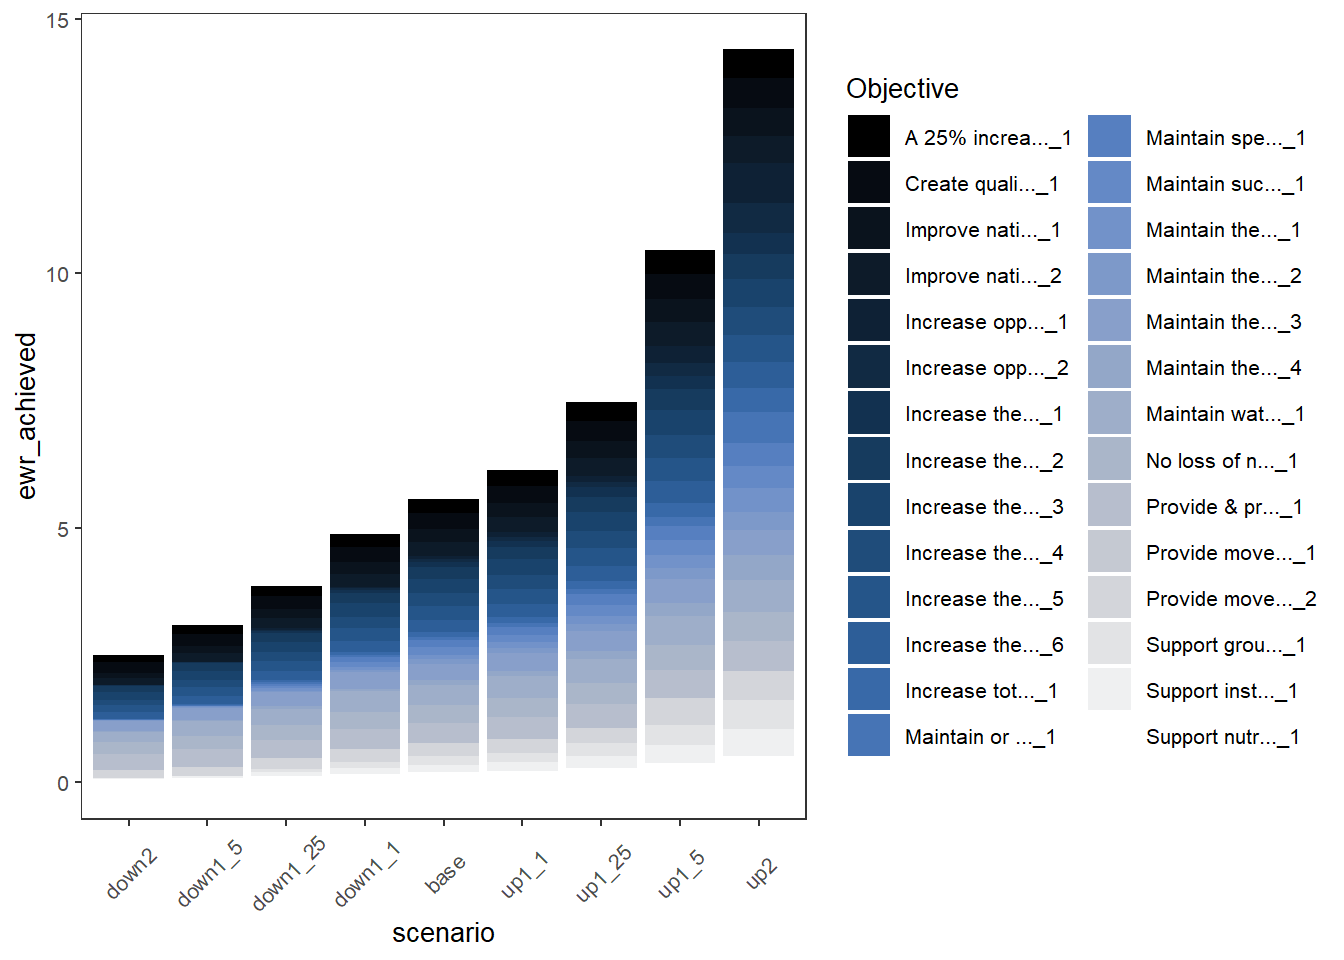 15
10
5
0
ewr_achieved
down2
down1_5
down1_25
down1_1
base
up1_1
up1_25
up1_5
up2
scenario
Objective
A 25% increa..._1
Create quali..._1
Improve nati..._1
Improve nati..._2
Increase opp..._1
Increase opp..._2
Increase the..._1
Increase the..._2
Increase the..._3
Increase the..._4
Increase the..._5
Increase the..._6
Increase tot..._1
Maintain or ..._1
Maintain spe..._1
Maintain suc..._1
Maintain the..._1
Maintain the..._2
Maintain the..._3
Maintain the..._4
Maintain wat..._1
No loss of n..._1
Provide & pr..._1
Provide move..._1
Provide move..._2
Support grou..._1
Support inst..._1
Support nutr..._1